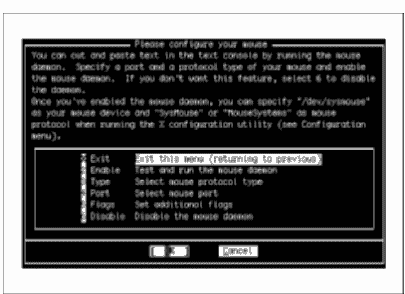 Please configure your mouse
You can cut and paste text in the text console by running the mouse
daemon. Specify a port and a protocol type of your mouse and enable
the mouse daemon. If you don't want this feature, select 6 to disable
the daemon.
Once you've enabled the mouse daemon, you can specify "/dev/sysmouse"
as your mouse device and "SysMouse" or "MouseSystems" as mouse
protocol when running the X configuration utility (see Configuration
menu).
Exit Exit this menu (returning to previous)
Enable Test and run the mouse daemon
Type Select mouse protocol type
Port Select mouse port
Flags Set additional flags
Disable Disable the mouse daemon
Cancel